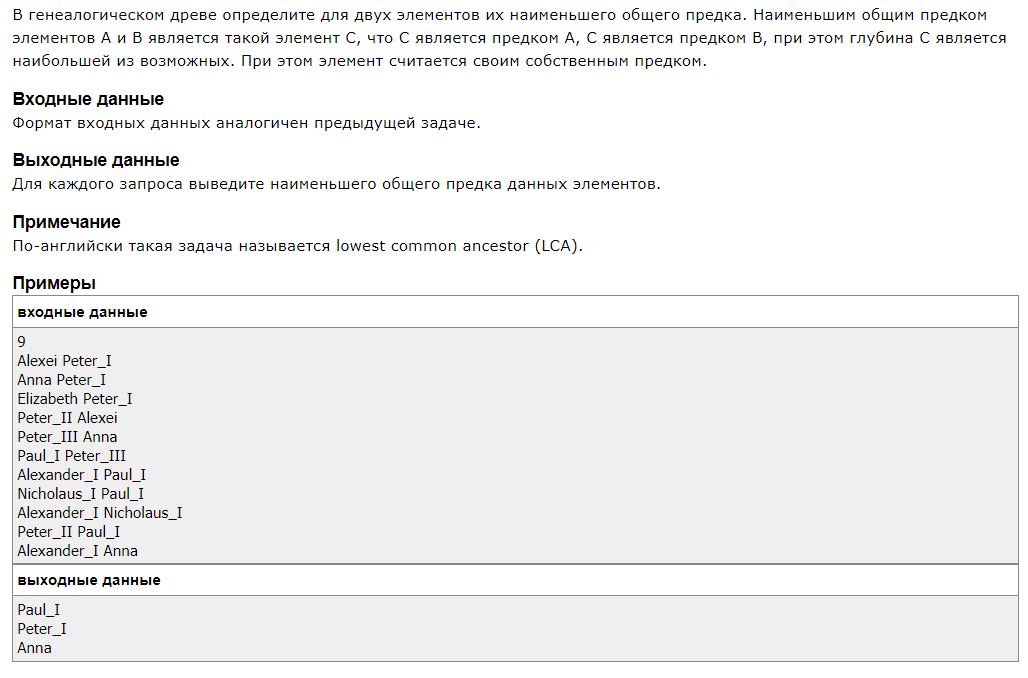 В генеалогическом древе определите для двух элементов их наименьшего общего предка. Наименьшим общим предком
элементов A и B является такой элемент C, что C является предком A, C является предком B, при этом глубина C является
наибольшей из возможных. При этом элемент считается своим собственным предком.
Входные данные
Формат входных данных аналогичен предыдущей задаче.
Выходные данные
Для каждого запроса выведите наименьшего общего предка данных элементов.
Примечание
По-английски такая задача называется lowest common ancestor (LCA).
Примеры
входные данные
9
Alexei Peter_I
Anna Peter_I
Elizabeth Peter_I
Peter_II Alexei
Peter_III Anna
Paul_I Peter_III
Alexander_I Paul_I
Nicholaus_I Paul_I
Alexander_I Nicholaus_I
Peter_II Paul_I
Alexander_I Anna
выходные данные
Paul_I
Peter_I
Anna